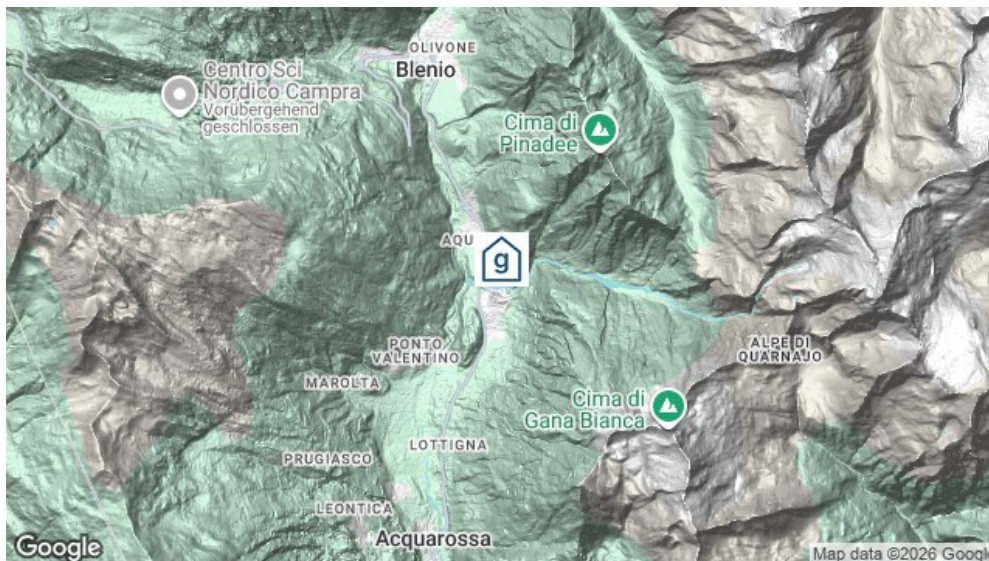 OLIVONE
Blenio
Centro Sci
Nordico Campra
Vorübergehend
geschlossen
Cima di
Pinadee
AQU
g
PONTO
VALENTINO
ALPE DI
QUARNAJO
MAROLTA
Cima di
Gana Bianca
LOTTIGNA
PRUGIASCO
LEONTICA
Acquarossa
Google
Map data ©2026 Google